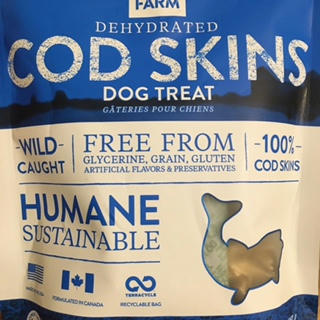 FARM
DEHYDRATED
COD SKINS
DOG TREAT
GÂTERIES POUR CHIENS
-WILD-
CAUGHT
FREE FROM
GLYCERINE, GRAIN, GLUTEN
ARTIFICIAL FLAVORS & PRESERVATIVES
-100%-
COD SKINS
HUMANE
SUSTAINABLE
FORMULATED IN CANADA
TERRACYCLE
RECYCLABLE BAG